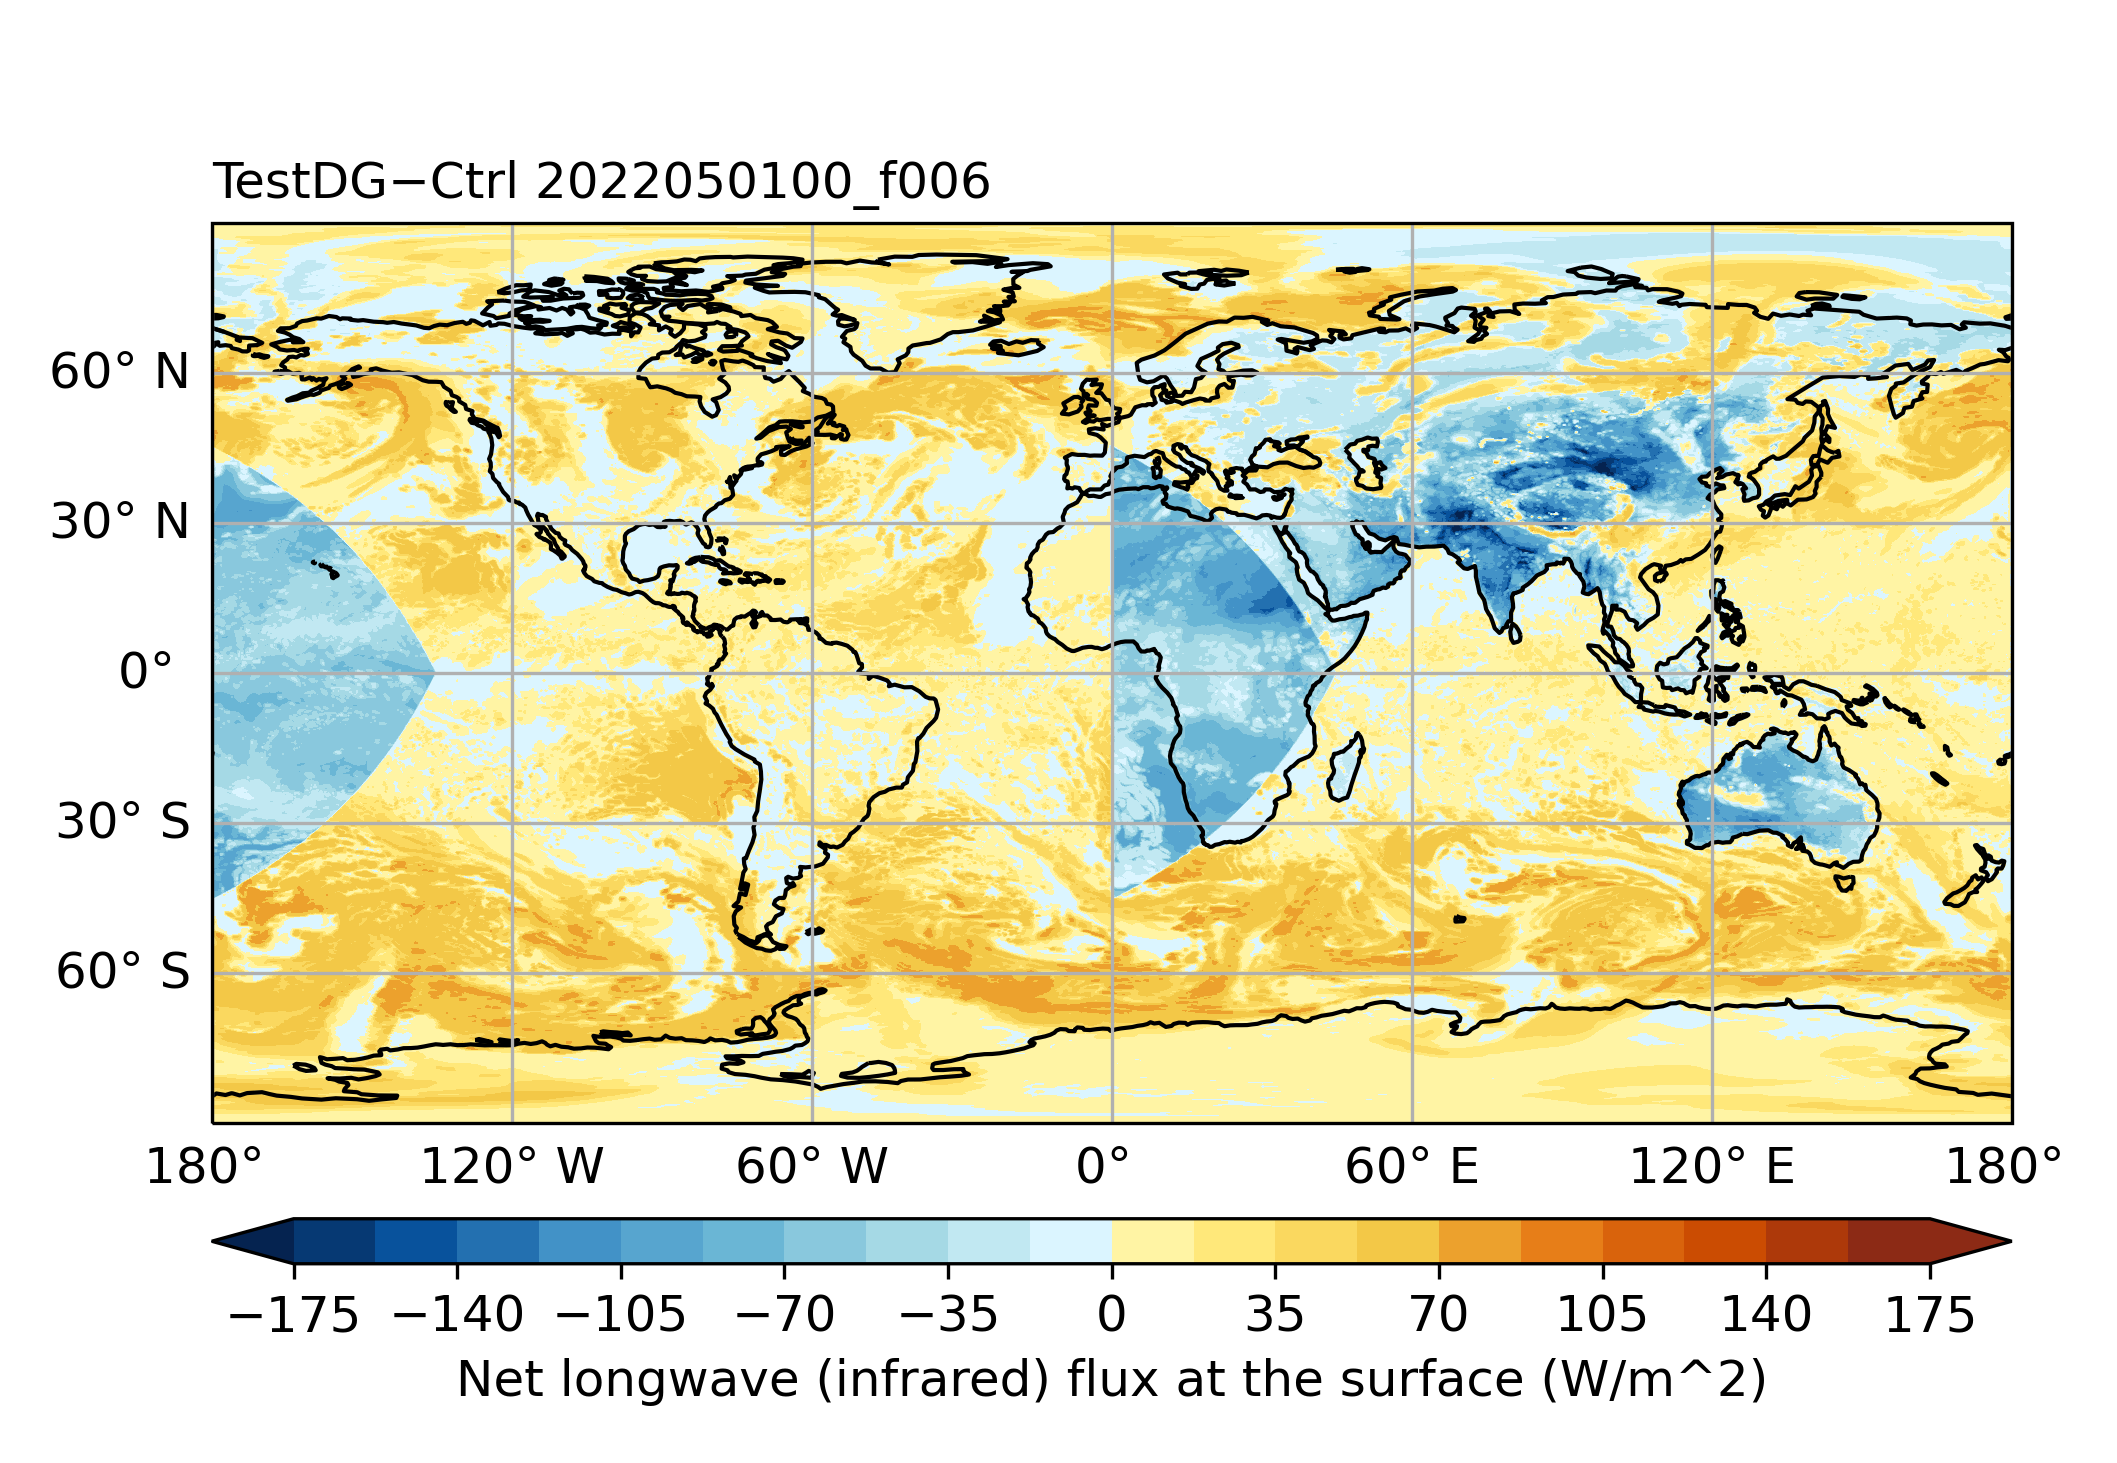 TestDG−Ctrl 2022050100_f006
60° N
30° N
0°
30° S
60° S
180° 120° W 60° W 0° 60° E 120° E 180°
−175 −140 −105 −70 −35 0 35 70 105 140 175
Net longwave (infrared) flux at the surface (W/m^2)